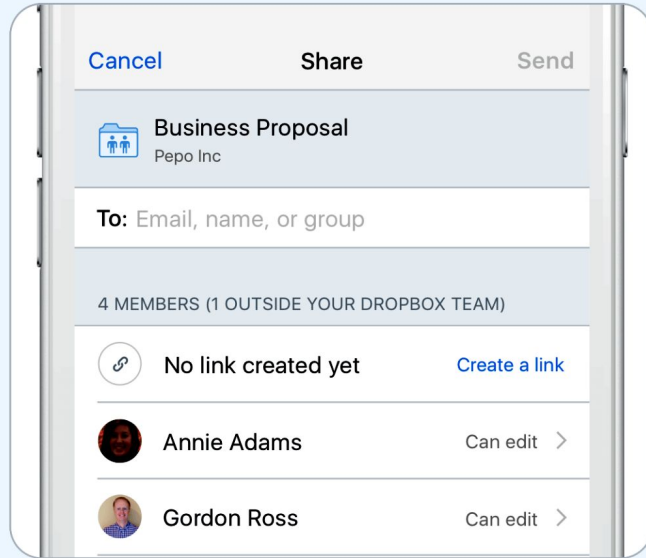 Cancel Share Send
Business Proposal
Pepo Inc
To: Email, name, or group
4 MEMBERS (1 OUTSIDE YOUR DROPBOX TEAM)
No link created yet Create a link
Annie Adams Can edit
Gordon Ross Can edit